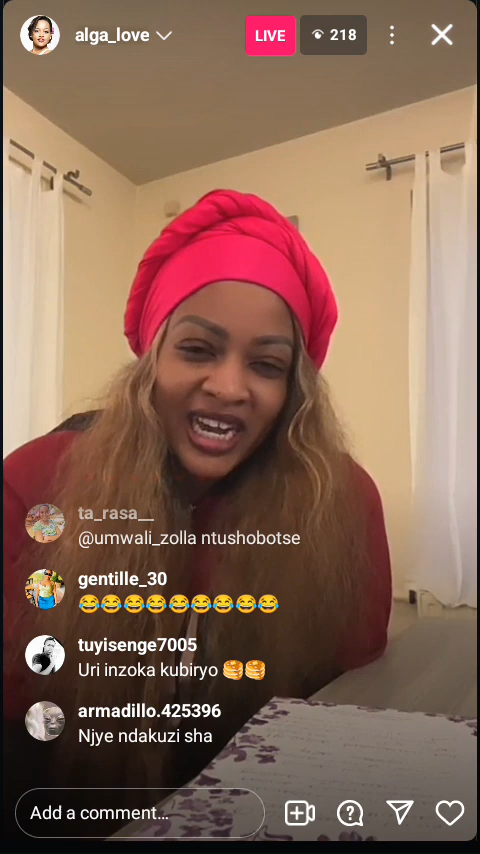 alga_love
LIVE
218
ta_rasa__
@umwali_zolla ntushobotse
gentille_30
😂😂😂😂😂😂😂😂😂
tuyisenge7005
Uri inzoka kubiryo 🥞🥞
armadillo.425396
Njye ndakuzi sha
Add a comment...